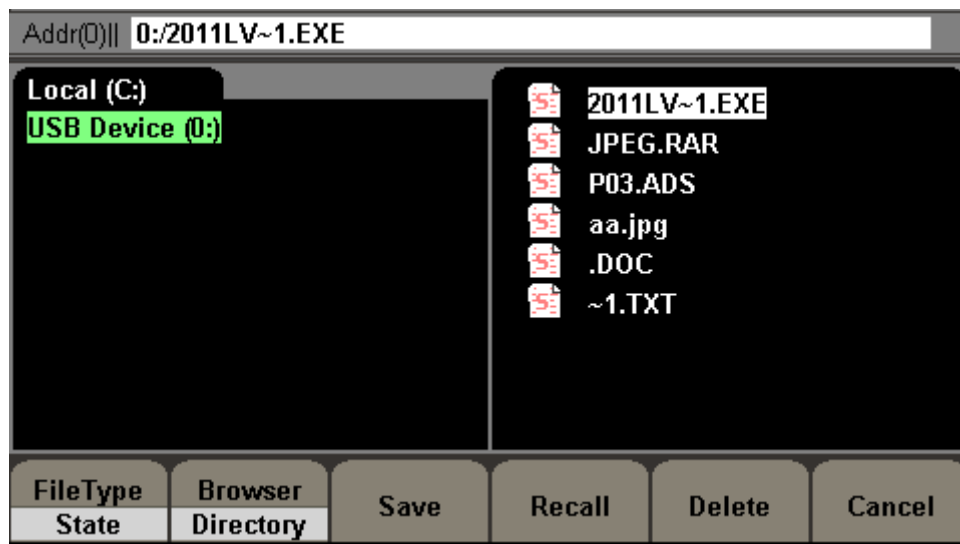 Addr(0)|| 0:/2011LV~1.EXE
Local (C:)
USB Device (0:)
2011LV~1.EXE
JPEG.RAR
P03.ADS
aa.jpg
.DOC
~1.TXT
FileType
State
Browser
Directory
Save
Recall
Delete
Cancel